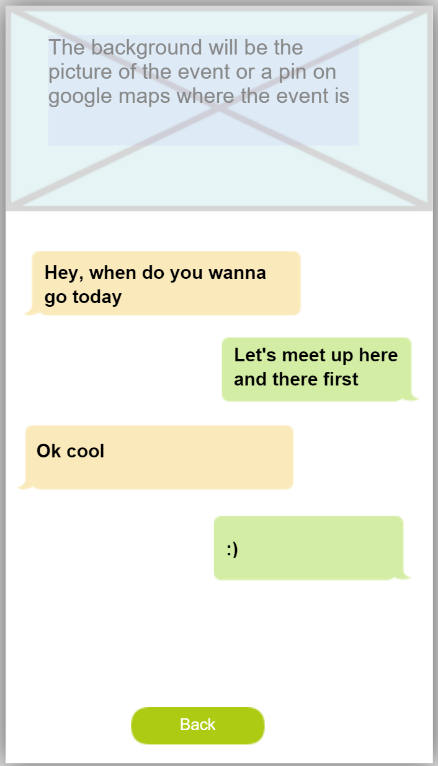 The background will be the
picture of the event or a pin on
google maps where the event is
Hey, when do you wanna
go today
Let's meet up here
and there first
Ok cool
:)
Back